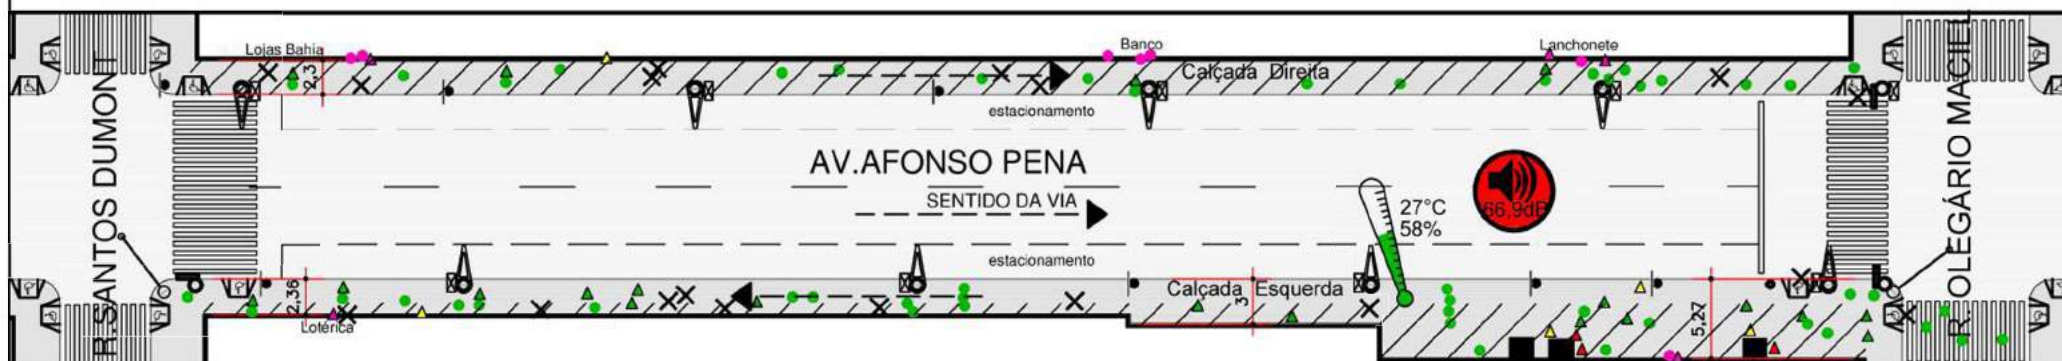 Lojas Bahia
Banco
Lanchonete
2,3
Calçada Direita
estacionamento
R.SANTOS DUMONT
AV.AFONSO PENA
SENTIDO DA VIA
27°C
58%
66,9dB
R. OLEGÁRIO MACIEL
estacionamento
2,36
Calçada Esquerda
3
5,27
Lotérica